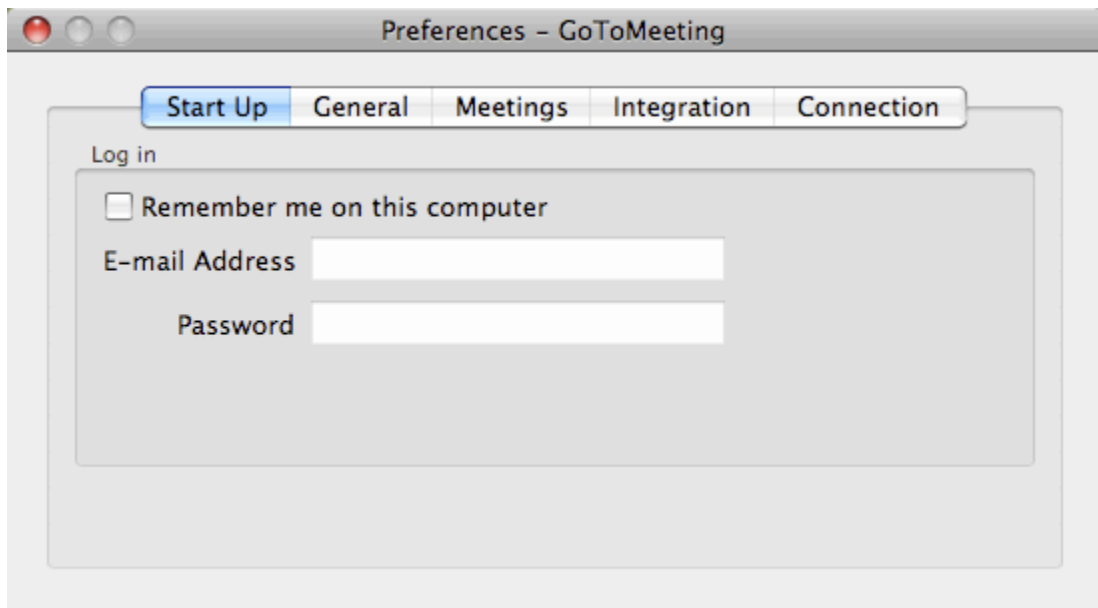 Preferences – GoToMeeting
Start Up General Meetings Integration Connection
Log in
Remember me on this computer
E-mail Address
Password